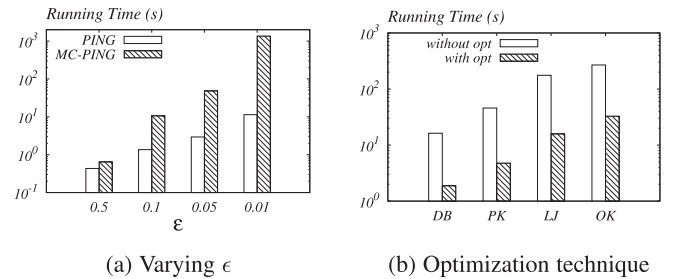 Running Time (s)
PING
MC-PING
10^3
10^2
10^1
10^0
10^-1
0.5 0.1 0.05 0.01
ε
(a) Varying ϵ
Running Time (s)
without opt
with opt
10^3
10^2
10^1
10^0
DB PK LJ OK
(b) Optimization technique